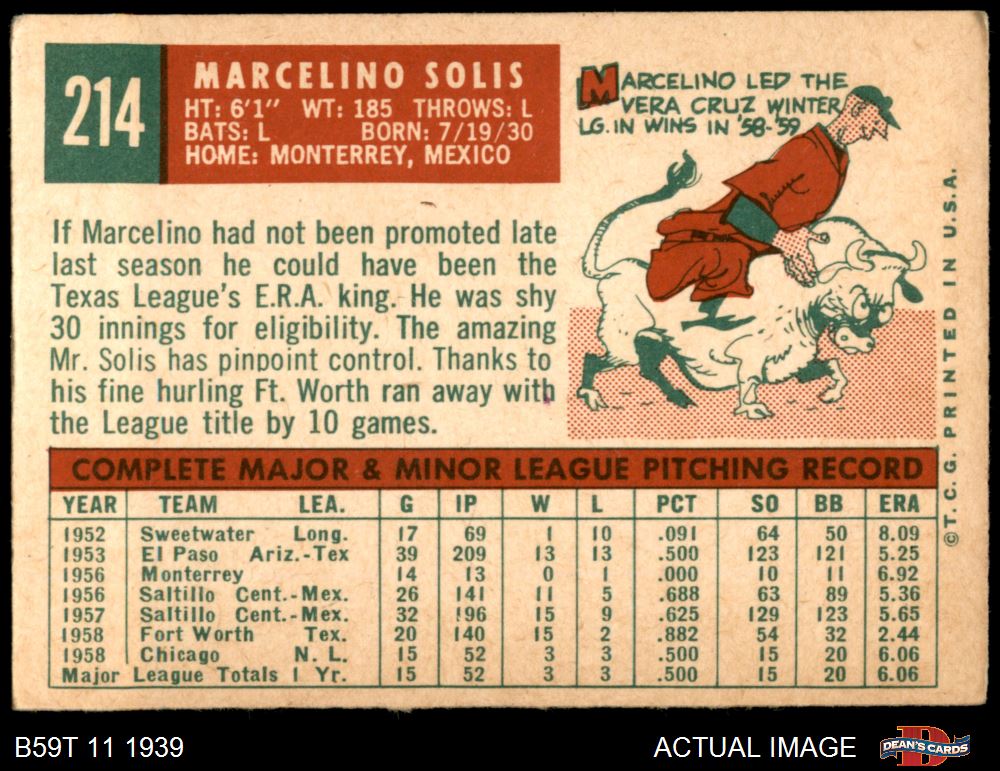 214
MARCELINO SOLIS
HT: 6'1" WT: 185 THROWS: L
BATS: L BORN: 7/19/30
HOME: MONTERREY, MEXICO
MARCELINO LED THE
VERA CRUZ WINTER
LG. IN WINS IN '58-'59
If Marcelino had not been promoted late
last season he could have been the
Texas League's E.R.A. king. He was shy
30 innings for eligibility. The amazing
Mr. Solis has pinpoint control. Thanks to
his fine hurling Ft. Worth ran away with
the League title by 10 games.
©T. C. G. PRINTED IN U.S.A.
COMPLETE MAJOR & MINOR LEAGUE PITCHING RECORD
YEAR TEAM LEA. G IP W L PCT SO BB ERA
1952 Sweetwater Long. 17 69 1 10 .091 64 50 8.09
1953 El Paso Ariz.-Tex 39 209 13 13 .500 123 121 5.25
1956 Monterrey 14 13 0 1 .000 10 11 6.92
1956 Saltillo Cent.-Mex. 26 141 11 5 .688 63 89 5.36
1957 Saltillo Cent.-Mex. 32 196 15 9 .625 129 123 5.65
1958 Fort Worth Tex. 20 140 15 2 .882 54 32 2.44
1958 Chicago N. L. 15 52 3 3 .500 15 20 6.06
Major League Totals 1 Yr. 15 52 3 3 .500 15 20 6.06
B59T 11 1939
ACTUAL IMAGE
DEAN'S CARDS